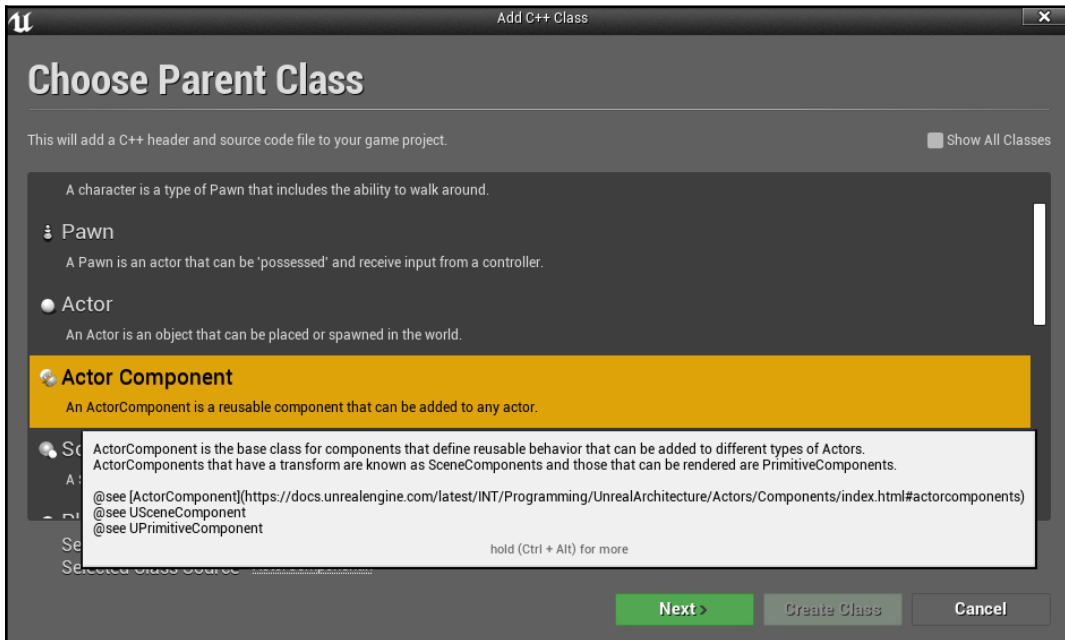 Add C++ Class
Choose Parent Class
This will add a C++ header and source code file to your game project.
Show All Classes
A character is a type of Pawn that includes the ability to walk around.
Pawn
A Pawn is an actor that can be 'possessed' and receive input from a controller.
Actor
An Actor is an object that can be placed or spawned in the world.
Actor Component
An ActorComponent is a reusable component that can be added to any actor.
ActorComponent is the base class for components that define reusable behavior that can be added to different types of Actors.
ActorComponents that have a transform are known as SceneComponents and those that can be rendered are PrimitiveComponents.
@see [ActorComponent](https://docs.unrealengine.com/latest/INT/Programming/UnrealArchitecture/Actors/Components/index.html#actorcomponents)
@see USceneComponent
@see UPrimitiveComponent
hold (Ctrl + Alt) for more
Selected Class Source
Next >
Create Class
Cancel